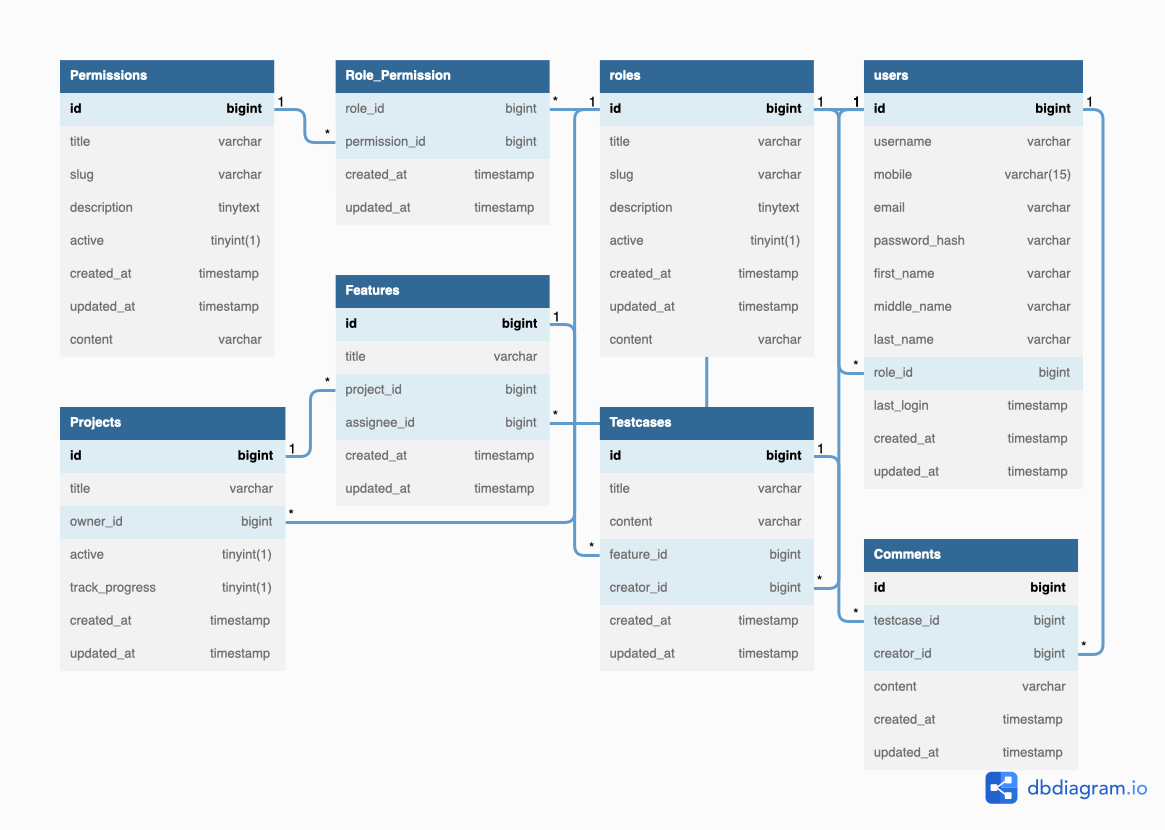 Permissions
id bigint
title varchar
slug varchar
description tinytext
active tinyint(1)
created_at timestamp
updated_at timestamp
content varchar
Role_Permission
role_id bigint
permission_id bigint
created_at timestamp
updated_at timestamp
roles
id bigint
title varchar
slug varchar
description tinytext
active tinyint(1)
created_at timestamp
updated_at timestamp
content varchar
users
id bigint
username varchar
mobile varchar(15)
email varchar
password_hash varchar
first_name varchar
middle_name varchar
last_name varchar
role_id bigint
last_login timestamp
created_at timestamp
updated_at timestamp
Features
id bigint
title varchar
project_id bigint
assignee_id bigint
created_at timestamp
updated_at timestamp
Projects
id bigint
title varchar
owner_id bigint
active tinyint(1)
track_progress tinyint(1)
created_at timestamp
updated_at timestamp
Testcases
id bigint
title varchar
content varchar
feature_id bigint
creator_id bigint
created_at timestamp
updated_at timestamp
Comments
id bigint
testcase_id bigint
creator_id bigint
content varchar
created_at timestamp
updated_at timestamp
1
*
*
1
1
1
1
*
1
*
*
1
*
1
*
*
*
*
dbdiagram.io